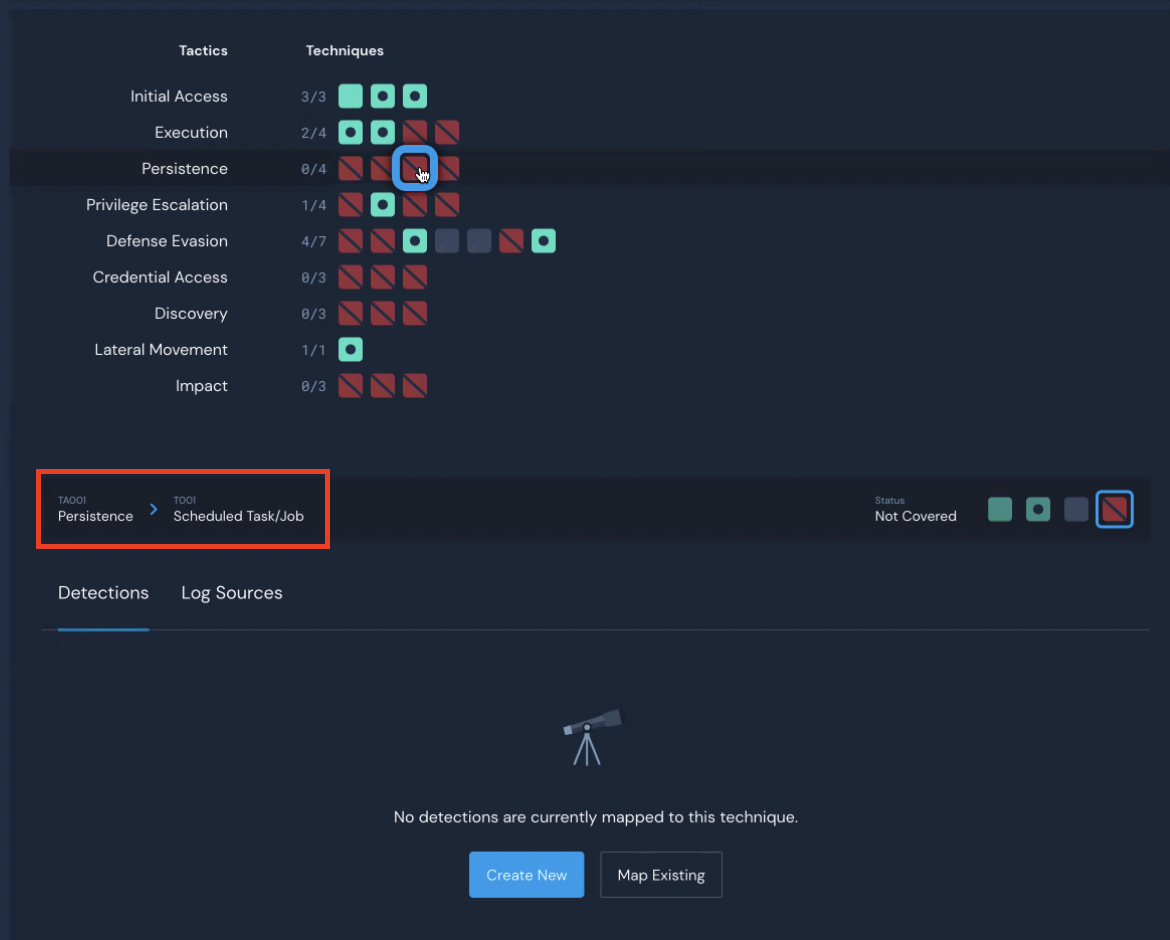 Tactics Techniques
Initial Access 3/3
Execution 2/4
Persistence 0/4
Privilege Escalation 1/4
Defense Evasion 4/7
Credential Access 0/3
Discovery 0/3
Lateral Movement 1/1
Impact 0/3
TA001 T001 Status
Persistence Scheduled Task/Job Not Covered
Detections Log Sources
No detections are currently mapped to this technique.
Create New Map Existing